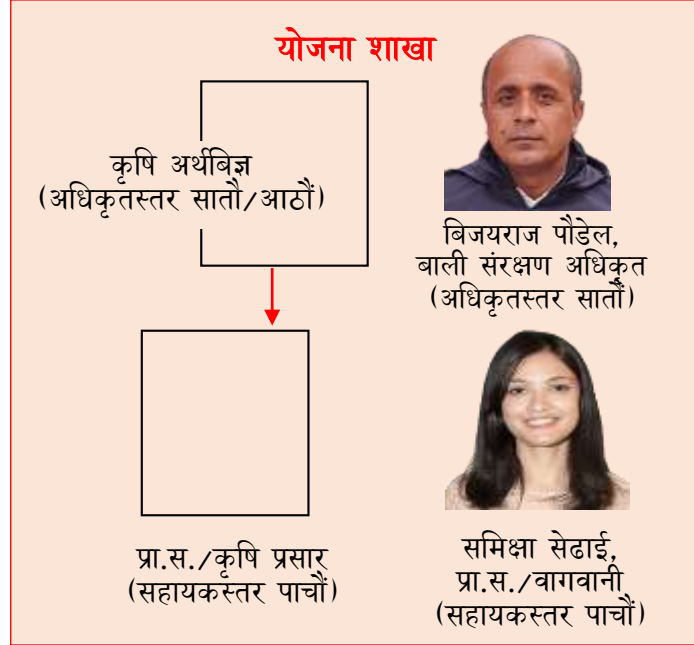 योजना शाखा
कृषि अर्थबिज्ञ
(अधिकृतस्तर सातौ/आठौं)
बिजयराज पौडेल,
बाली संरक्षण अधिकृत
(अधिकृतस्तर सातौं)
प्रा.स./कृषि प्रसार
(सहायकस्तर पाचौं)
समिक्षा सेढाई,
प्रा.स./वागवानी
(सहायकस्तर पाचौं)